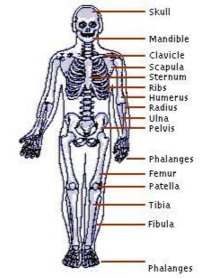 Skull
Mandible
Clavicle
Scapula
Sternum
Ribs
Humerus
Radius
Ulna
Pelvis
Phalanges
Femur
Patella
Tibia
Fibula
Phalanges